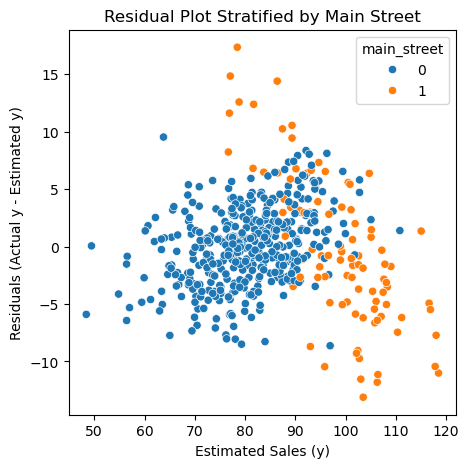 Residual Plot Stratified by Main Street
main_street
0
1
15
10
5
0
−5
−10
Residuals (Actual y - Estimated y)
50 60 70 80 90 100 110 120
Estimated Sales (y)